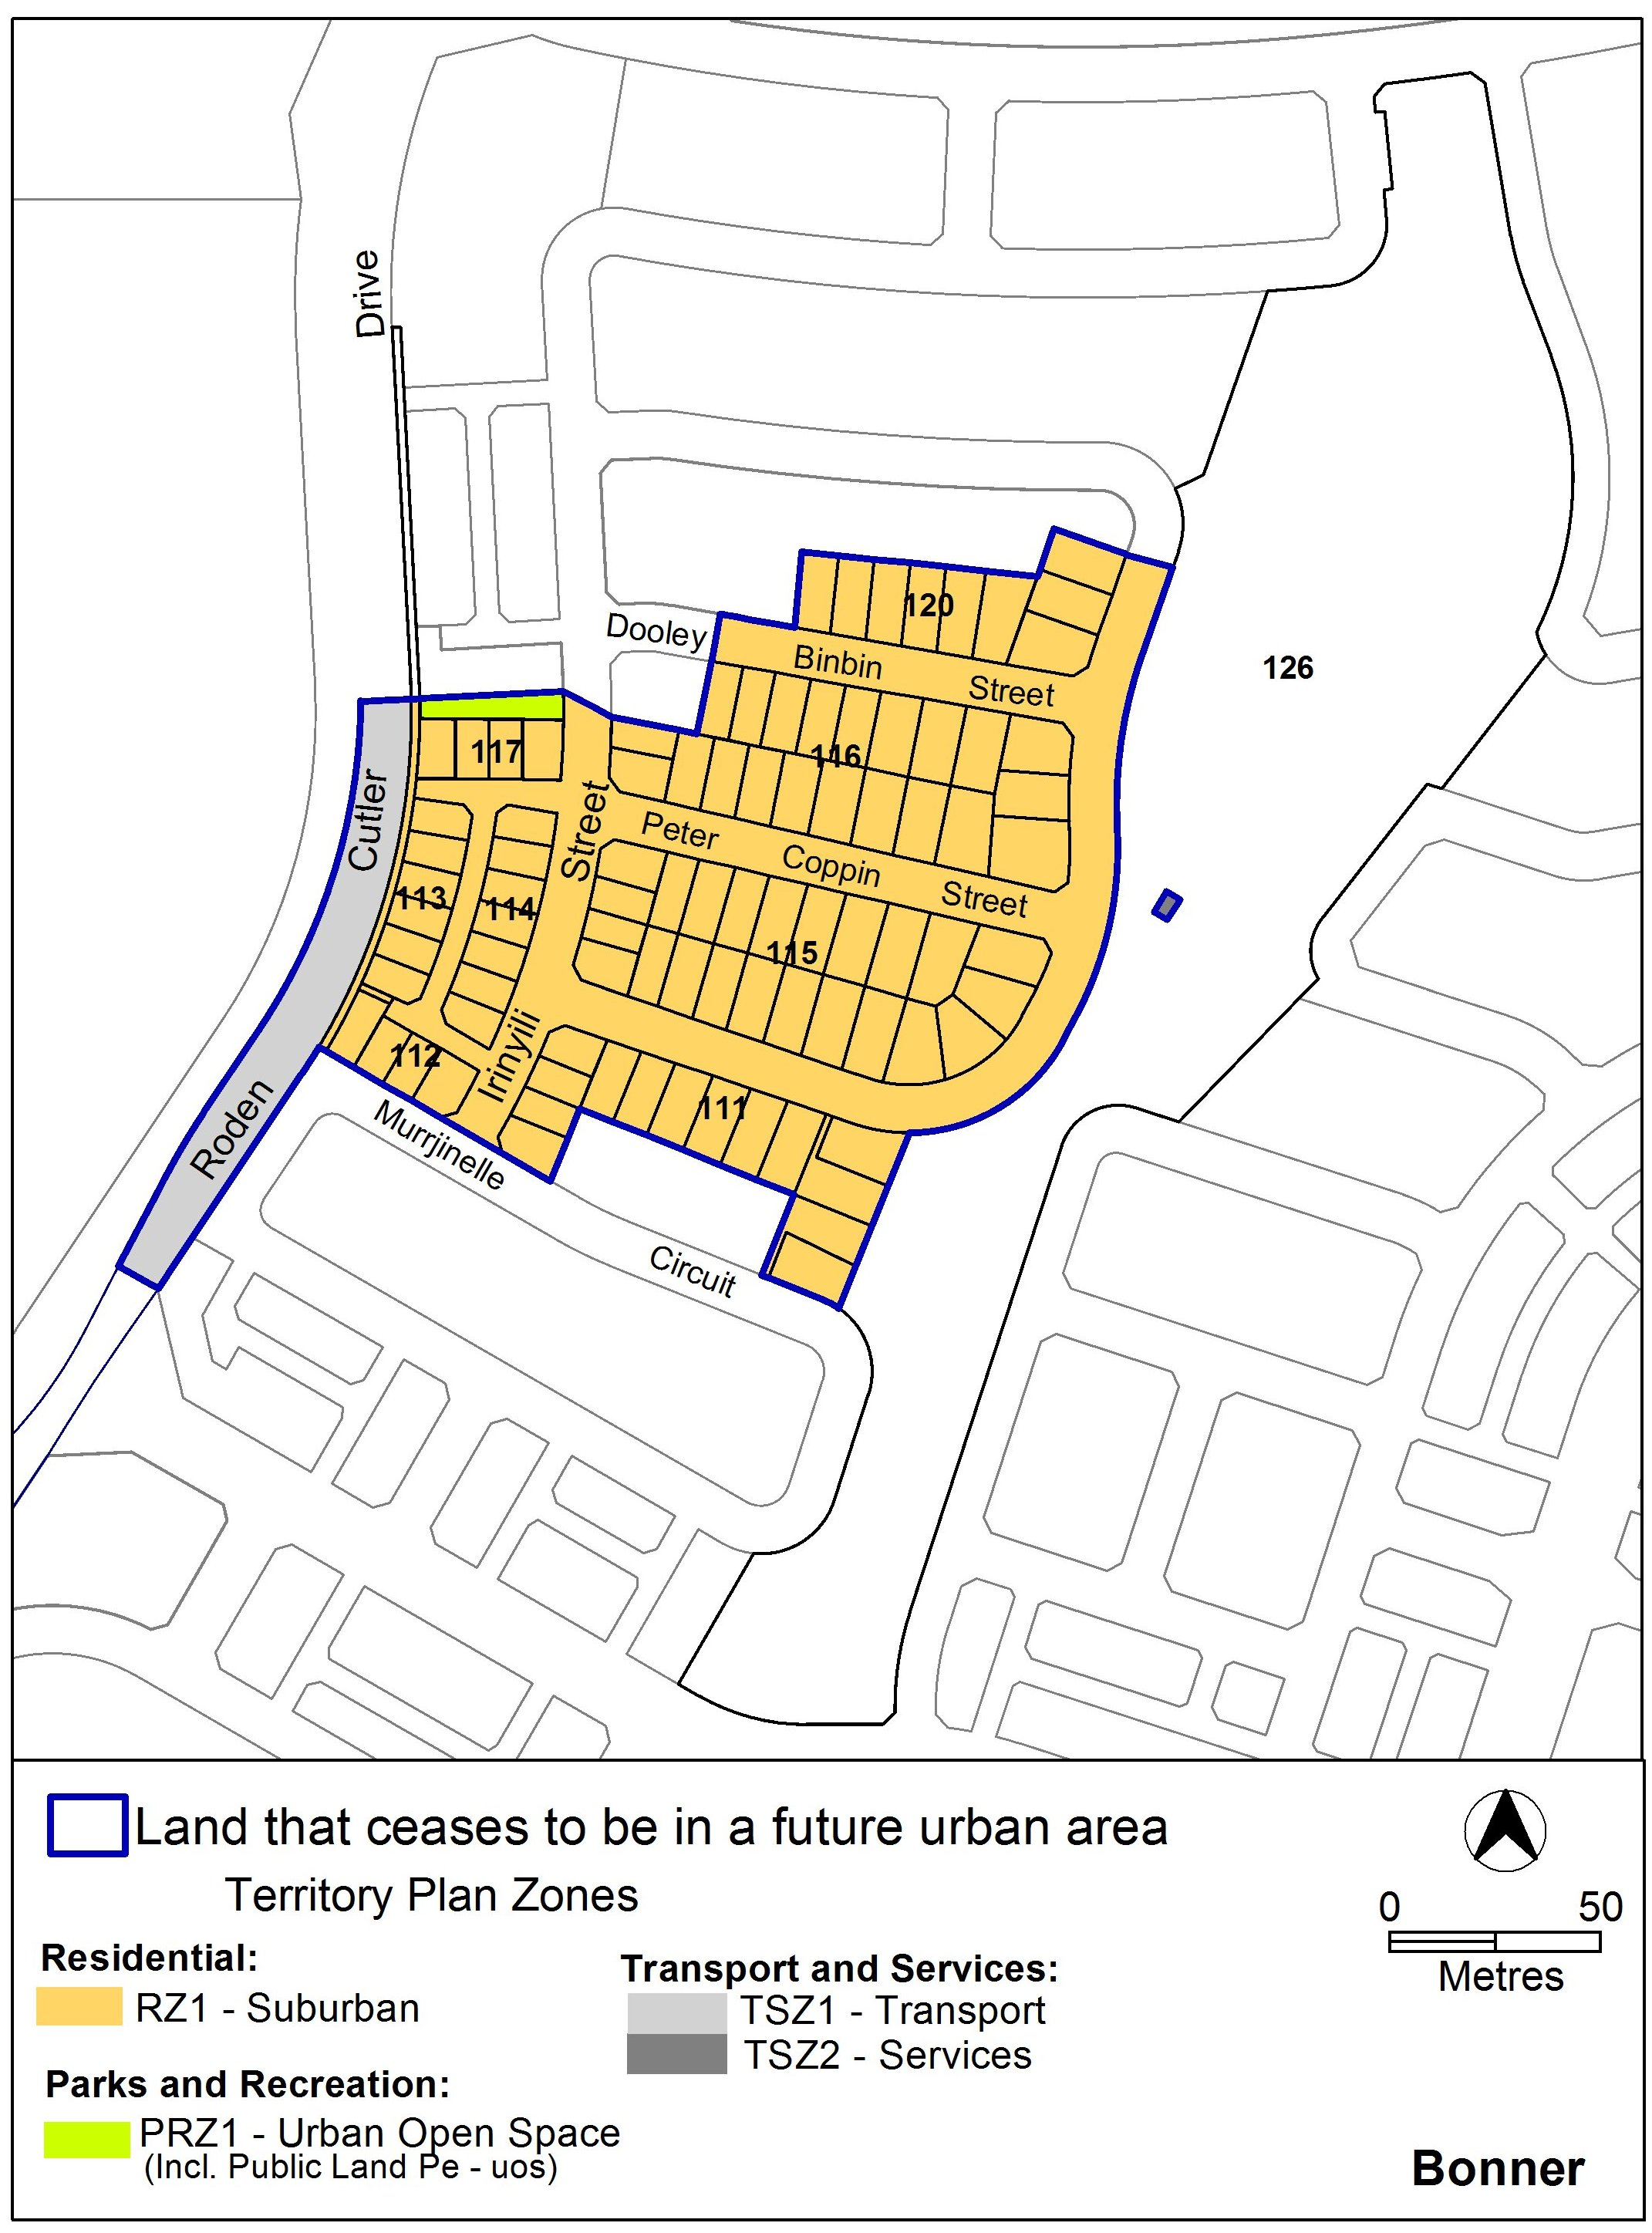 Drive
Dooley
120
Binbin
Street
126
117
116
Cutler
Street
Peter
Coppin
Street
113
114
115
Irinyili
112
111
Roden
Murrjinelle
Circuit
Land that ceases to be in a future urban area
Territory Plan Zones
0 50
Metres
Residential:
RZ1 - Suburban
Transport and Services:
TSZ1 - Transport
TSZ2 - Services
Parks and Recreation:
PRZ1 - Urban Open Space
(Incl. Public Land Pe - uos)
Bonner